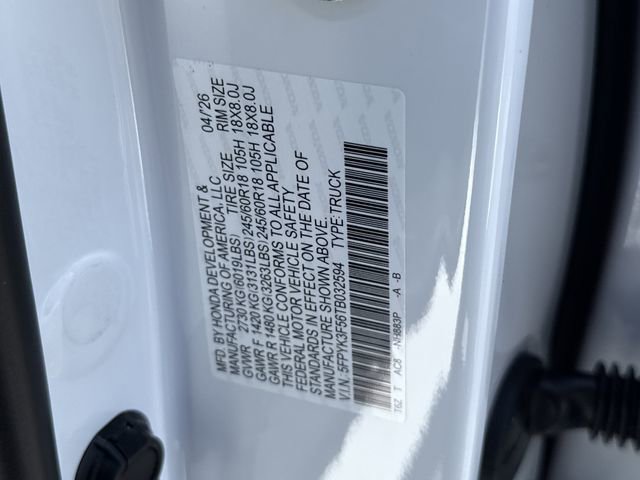 MFD. BY HONDA DEVELOPMENT & 04/26
MANUFACTURING OF AMERICA, LLC
GVWR 2730 KG(6019LBS) TIRE SIZE RIM SIZE
GAWR F 1420 KG(3131LBS) 245/60R18 105H 18X8.0J
GAWR R 1480 KG(3263LBS) 245/60R18 105H 18X8.0J
THIS VEHICLE CONFORMS TO ALL APPLICABLE
FEDERAL MOTOR VEHICLE SAFETY
STANDARDS IN EFFECT ON THE DATE OF
MANUFACTURE SHOWN ABOVE.
V.I.N.: 5FPYK3F56TB032594 TYPE:TRUCK
T6Z T AC8 -NH883P -A -B